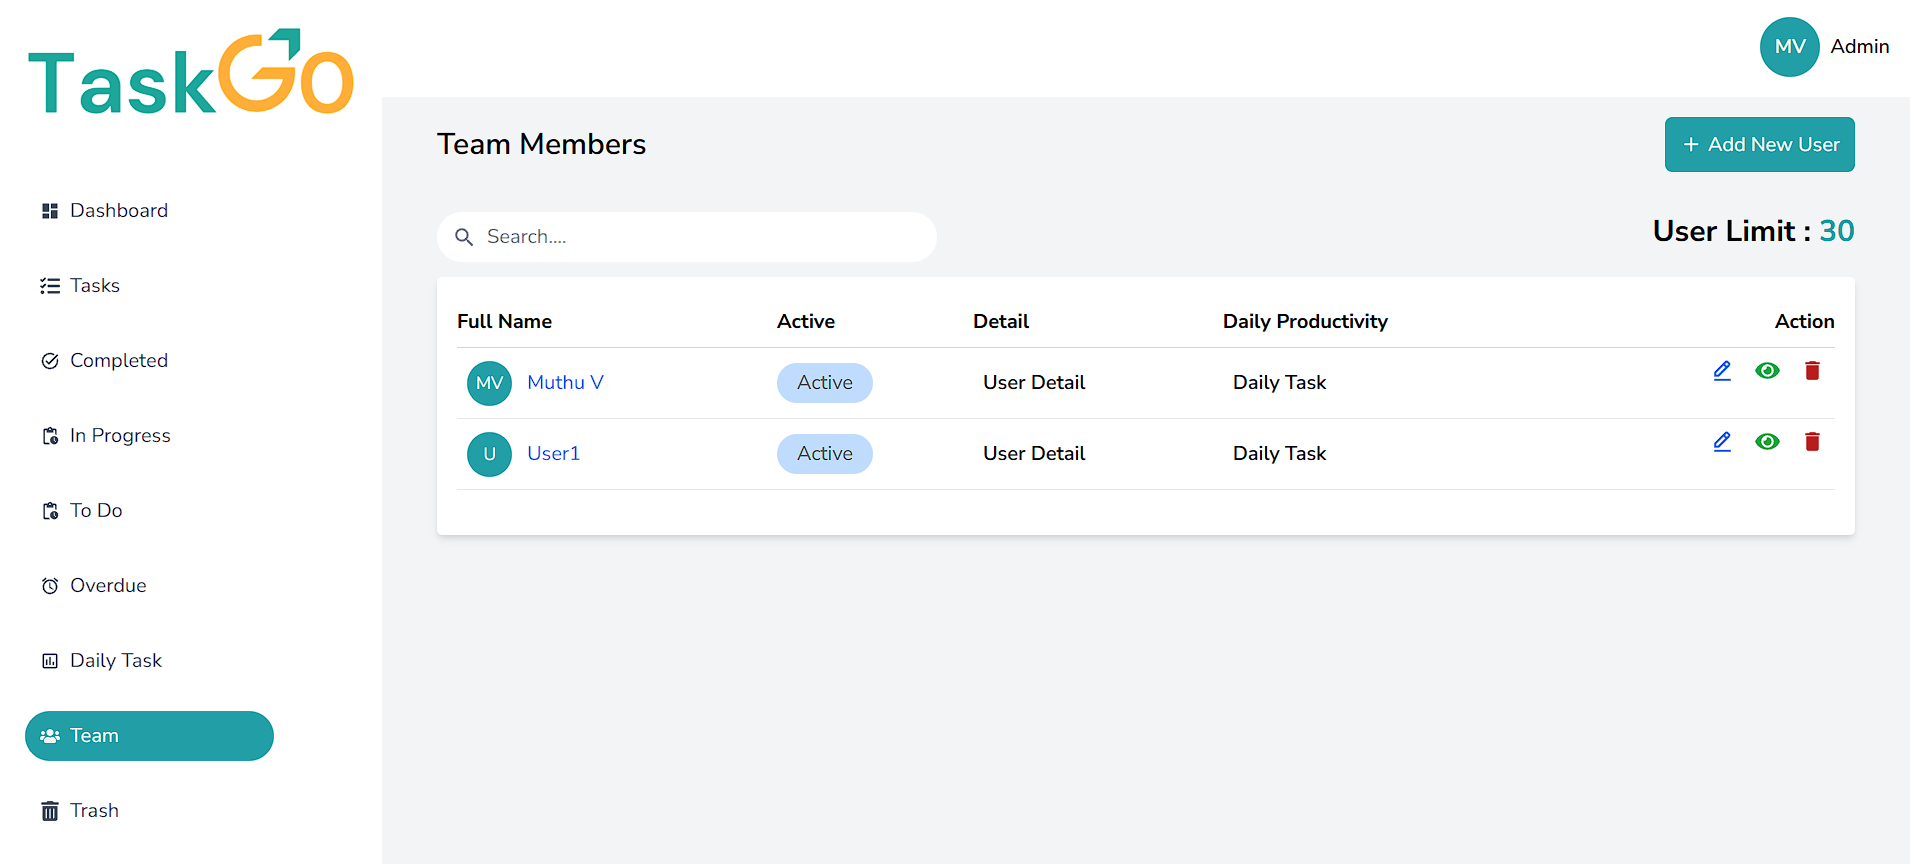 TaskGo
MV Admin
Team Members
+ Add New User
Dashboard
Search....
User Limit : 30
Tasks
Full Name Active Detail Daily Productivity Action
Completed
MV Muthu V Active User Detail Daily Task
In Progress
U User1 Active User Detail Daily Task
To Do
Overdue
Daily Task
Team
Trash